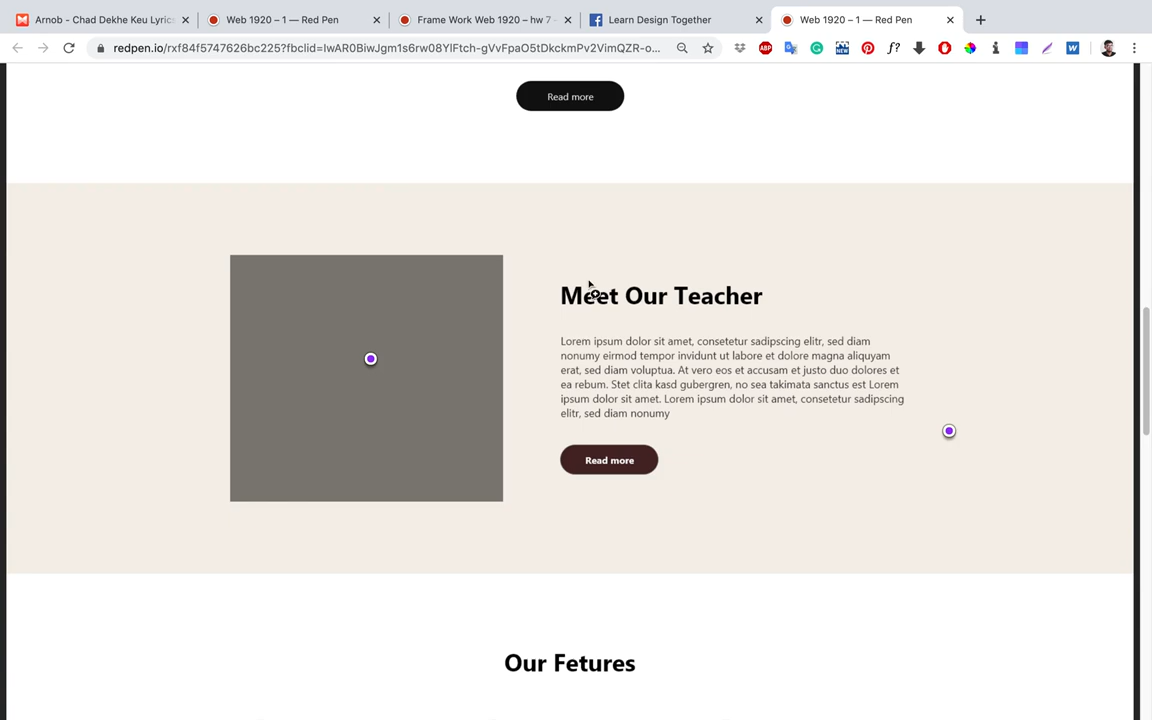 Arnob - Chad Dekhe Keu Lyrics
Web 1920 – 1 — Red Pen
Frame Work Web 1920 – hw 7 -
Learn Design Together
Web 1920 – 1 — Red Pen
redpen.io/rxf84f5747626bc225?fbclid=IwAR0BiwJgm1s6rw08YlFtch-gVvFpaO5tDkckmPv2VimQZR-o...
ABP
NEW
f?
W
Read more
Meet Our Teacher
Lorem ipsum dolor sit amet, consetetur sadipscing elitr, sed diam
nonumy eirmod tempor invidunt ut labore et dolore magna aliquyam
erat, sed diam voluptua. At vero eos et accusam et justo duo dolores et
ea rebum. Stet clita kasd gubergren, no sea takimata sanctus est Lorem
ipsum dolor sit amet. Lorem ipsum dolor sit amet, consetetur sadipscing
elitr, sed diam nonumy
Read more
Our Fetures